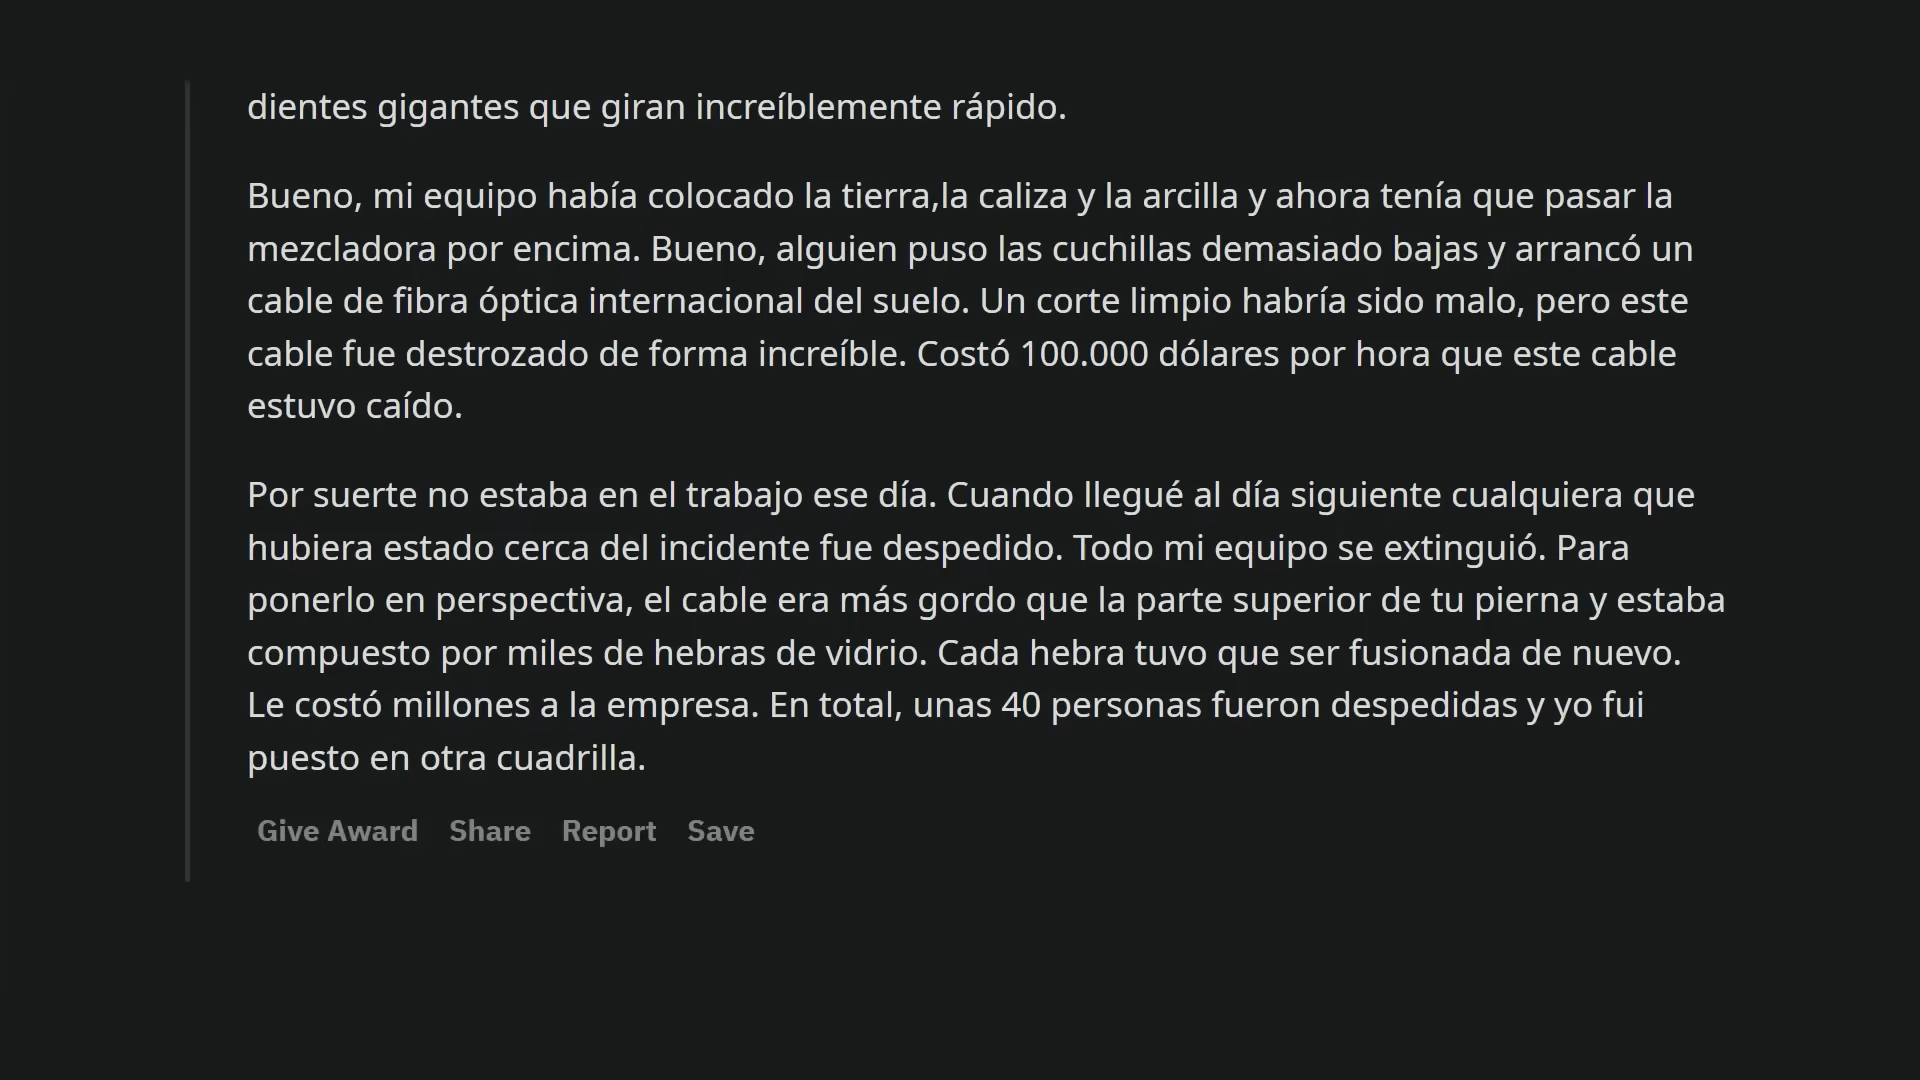 dientes gigantes que giran increíblemente rápido.
Bueno, mi equipo había colocado la tierra,la caliza y la arcilla y ahora tenía que pasar la
mezcladora por encima. Bueno, alguien puso las cuchillas demasiado bajas y arrancó un
cable de fibra óptica internacional del suelo. Un corte limpio habría sido malo, pero este
cable fue destrozado de forma increíble. Costó 100.000 dólares por hora que este cable
estuvo caído.
Por suerte no estaba en el trabajo ese día. Cuando llegué al día siguiente cualquiera que
hubiera estado cerca del incidente fue despedido. Todo mi equipo se extinguió. Para
ponerlo en perspectiva, el cable era más gordo que la parte superior de tu pierna y estaba
compuesto por miles de hebras de vidrio. Cada hebra tuvo que ser fusionada de nuevo.
Le costó millones a la empresa. En total, unas 40 personas fueron despedidas y yo fui
puesto en otra cuadrilla.
Give Award Share Report Save